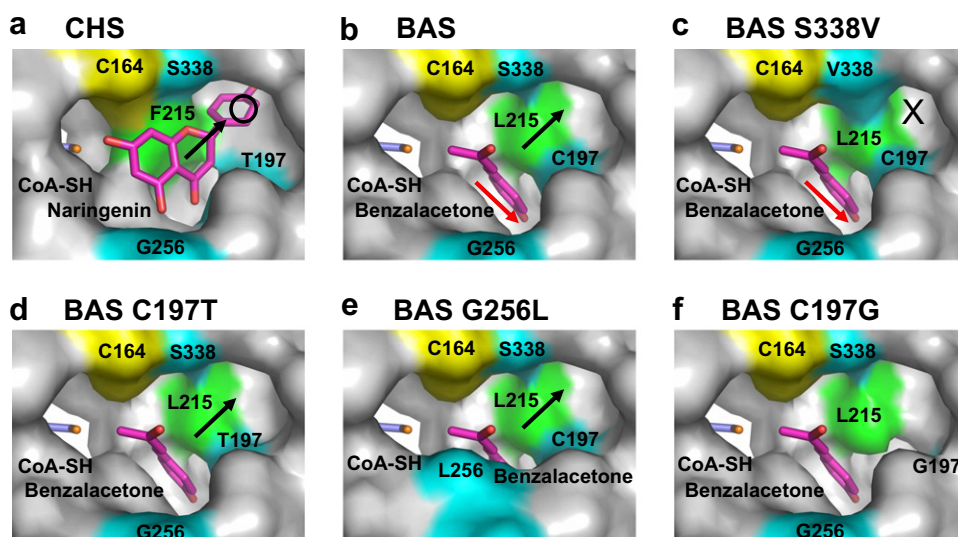 a CHS
C164 S338
F215
T197
CoA-SH
Naringenin
G256
b BAS
C164 S338
L215
C197
CoA-SH
Benzalacetone
G256
c BAS S338V
C164 V338
X
L215
C197
CoA-SH
Benzalacetone
G256
d BAS C197T
C164 S338
L215
T197
CoA-SH
Benzalacetone
G256
e BAS G256L
C164 S338
L215
C197
CoA-SH L256 Benzalacetone
f BAS C197G
C164 S338
L215
CoA-SH G197
Benzalacetone
G256